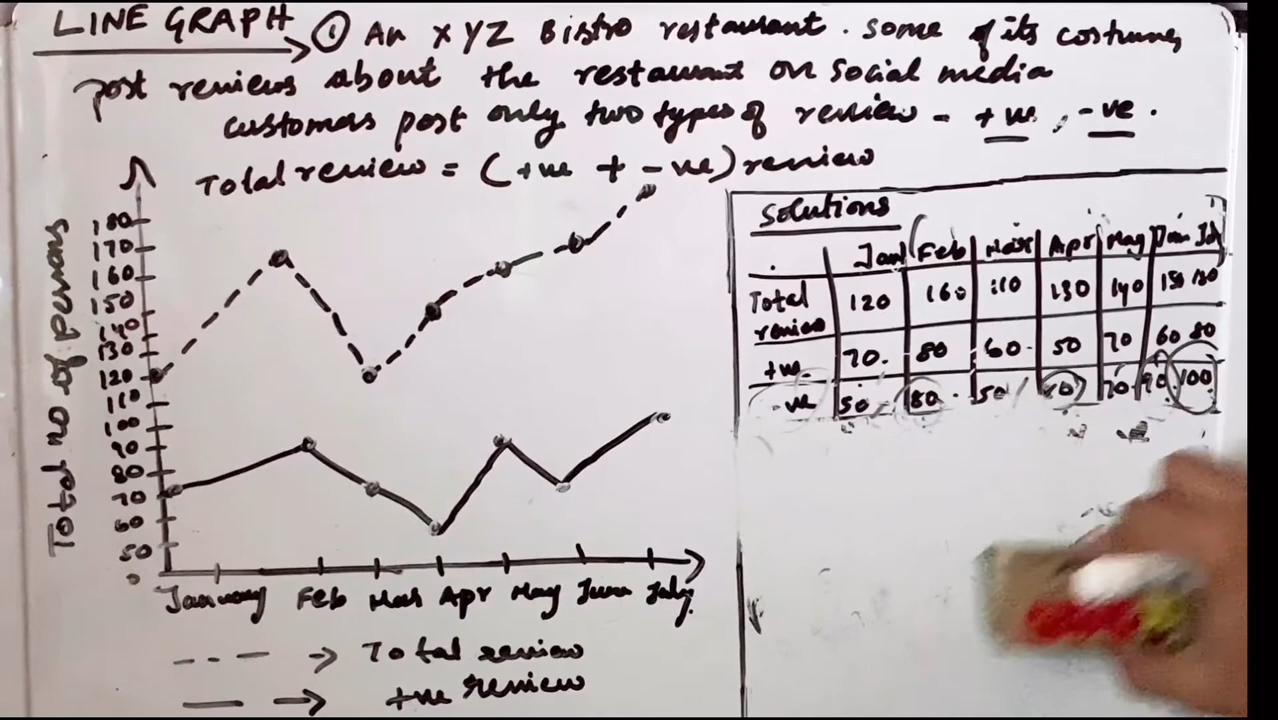 LINE GRAPH → ① An XYZ Bistro restaurant. some of its costumes
post reviews about the restaurant on social media
customers post only two types of review - +ve, -ve.
Total review = (+ve + -ve) review
Total no of persons
180
170
160
150
140
130
120
110
100
90
80
70
60
50
0
January Feb Mar Apr May June July
--- → Total review
— → +ve review
Solutions
Jan Feb Mar Apr May Jun Jul
Total review 120 160 110 130 140 150 180
+ve 70 80 60 50 70 60 80
-ve 50 80 50 70 90 100